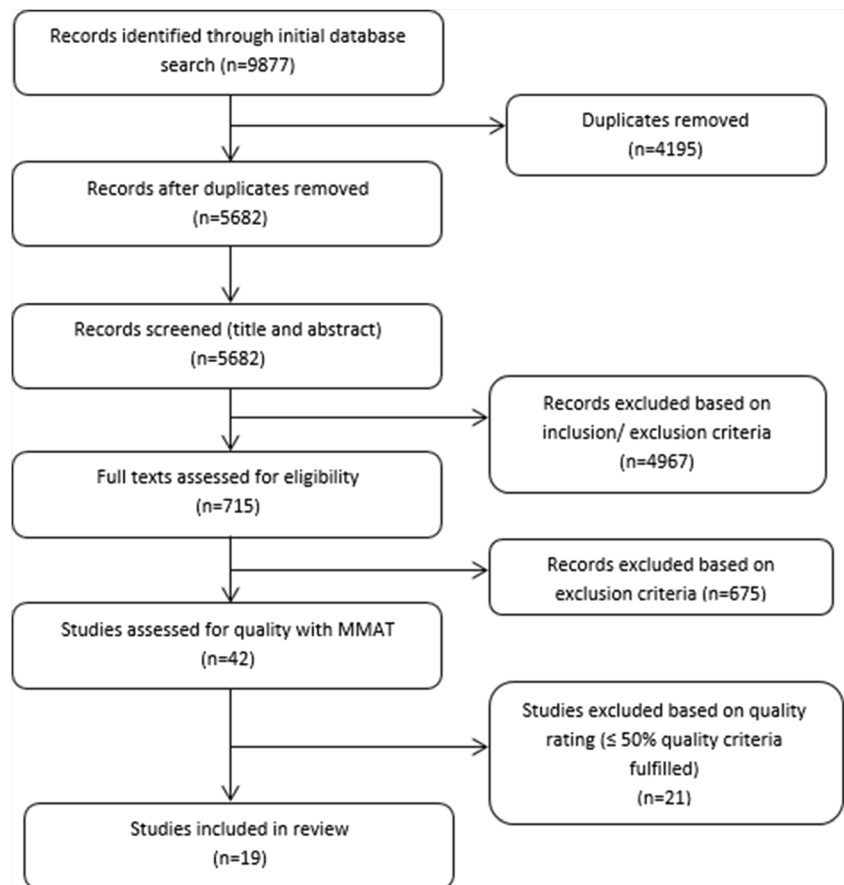 Records identified through initial database
search (n=9877)
Duplicates removed
(n=4195)
Records after duplicates removed
(n=5682)
Records screened (title and abstract)
(n=5682)
Records excluded based on
inclusion/ exclusion criteria
(n=4967)
Full texts assessed for eligibility
(n=715)
Records excluded based on
exclusion criteria (n=675)
Studies assessed for quality with MMAT
(n=42)
Studies excluded based on quality
rating (≤ 50% quality criteria
fulfilled)
(n=21)
Studies included in review
(n=19)